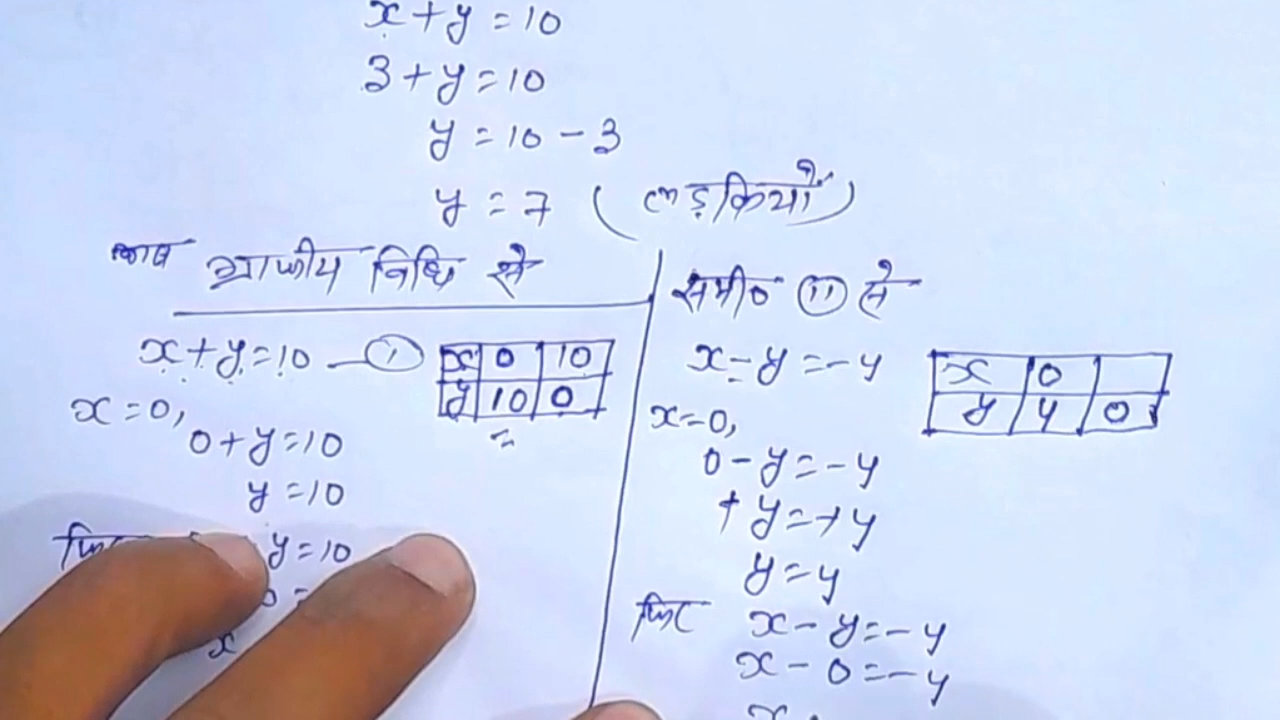 x + y = 10
3 + y = 10
y = 10 - 3
y = 7 (लड़कियों)
ग्राफीय विधि से
x + y = 10 — (i)
x 0 10
y 10 0
x = 0,
0 + y = 10
y = 10
फिर y = 10
x
समी० (ii) से
x - y = -4
x 0
y 4 0
x = 0,
0 - y = -4
+ y = + 4
y = 4
फिर x - y = -4
x - 0 = -4
x